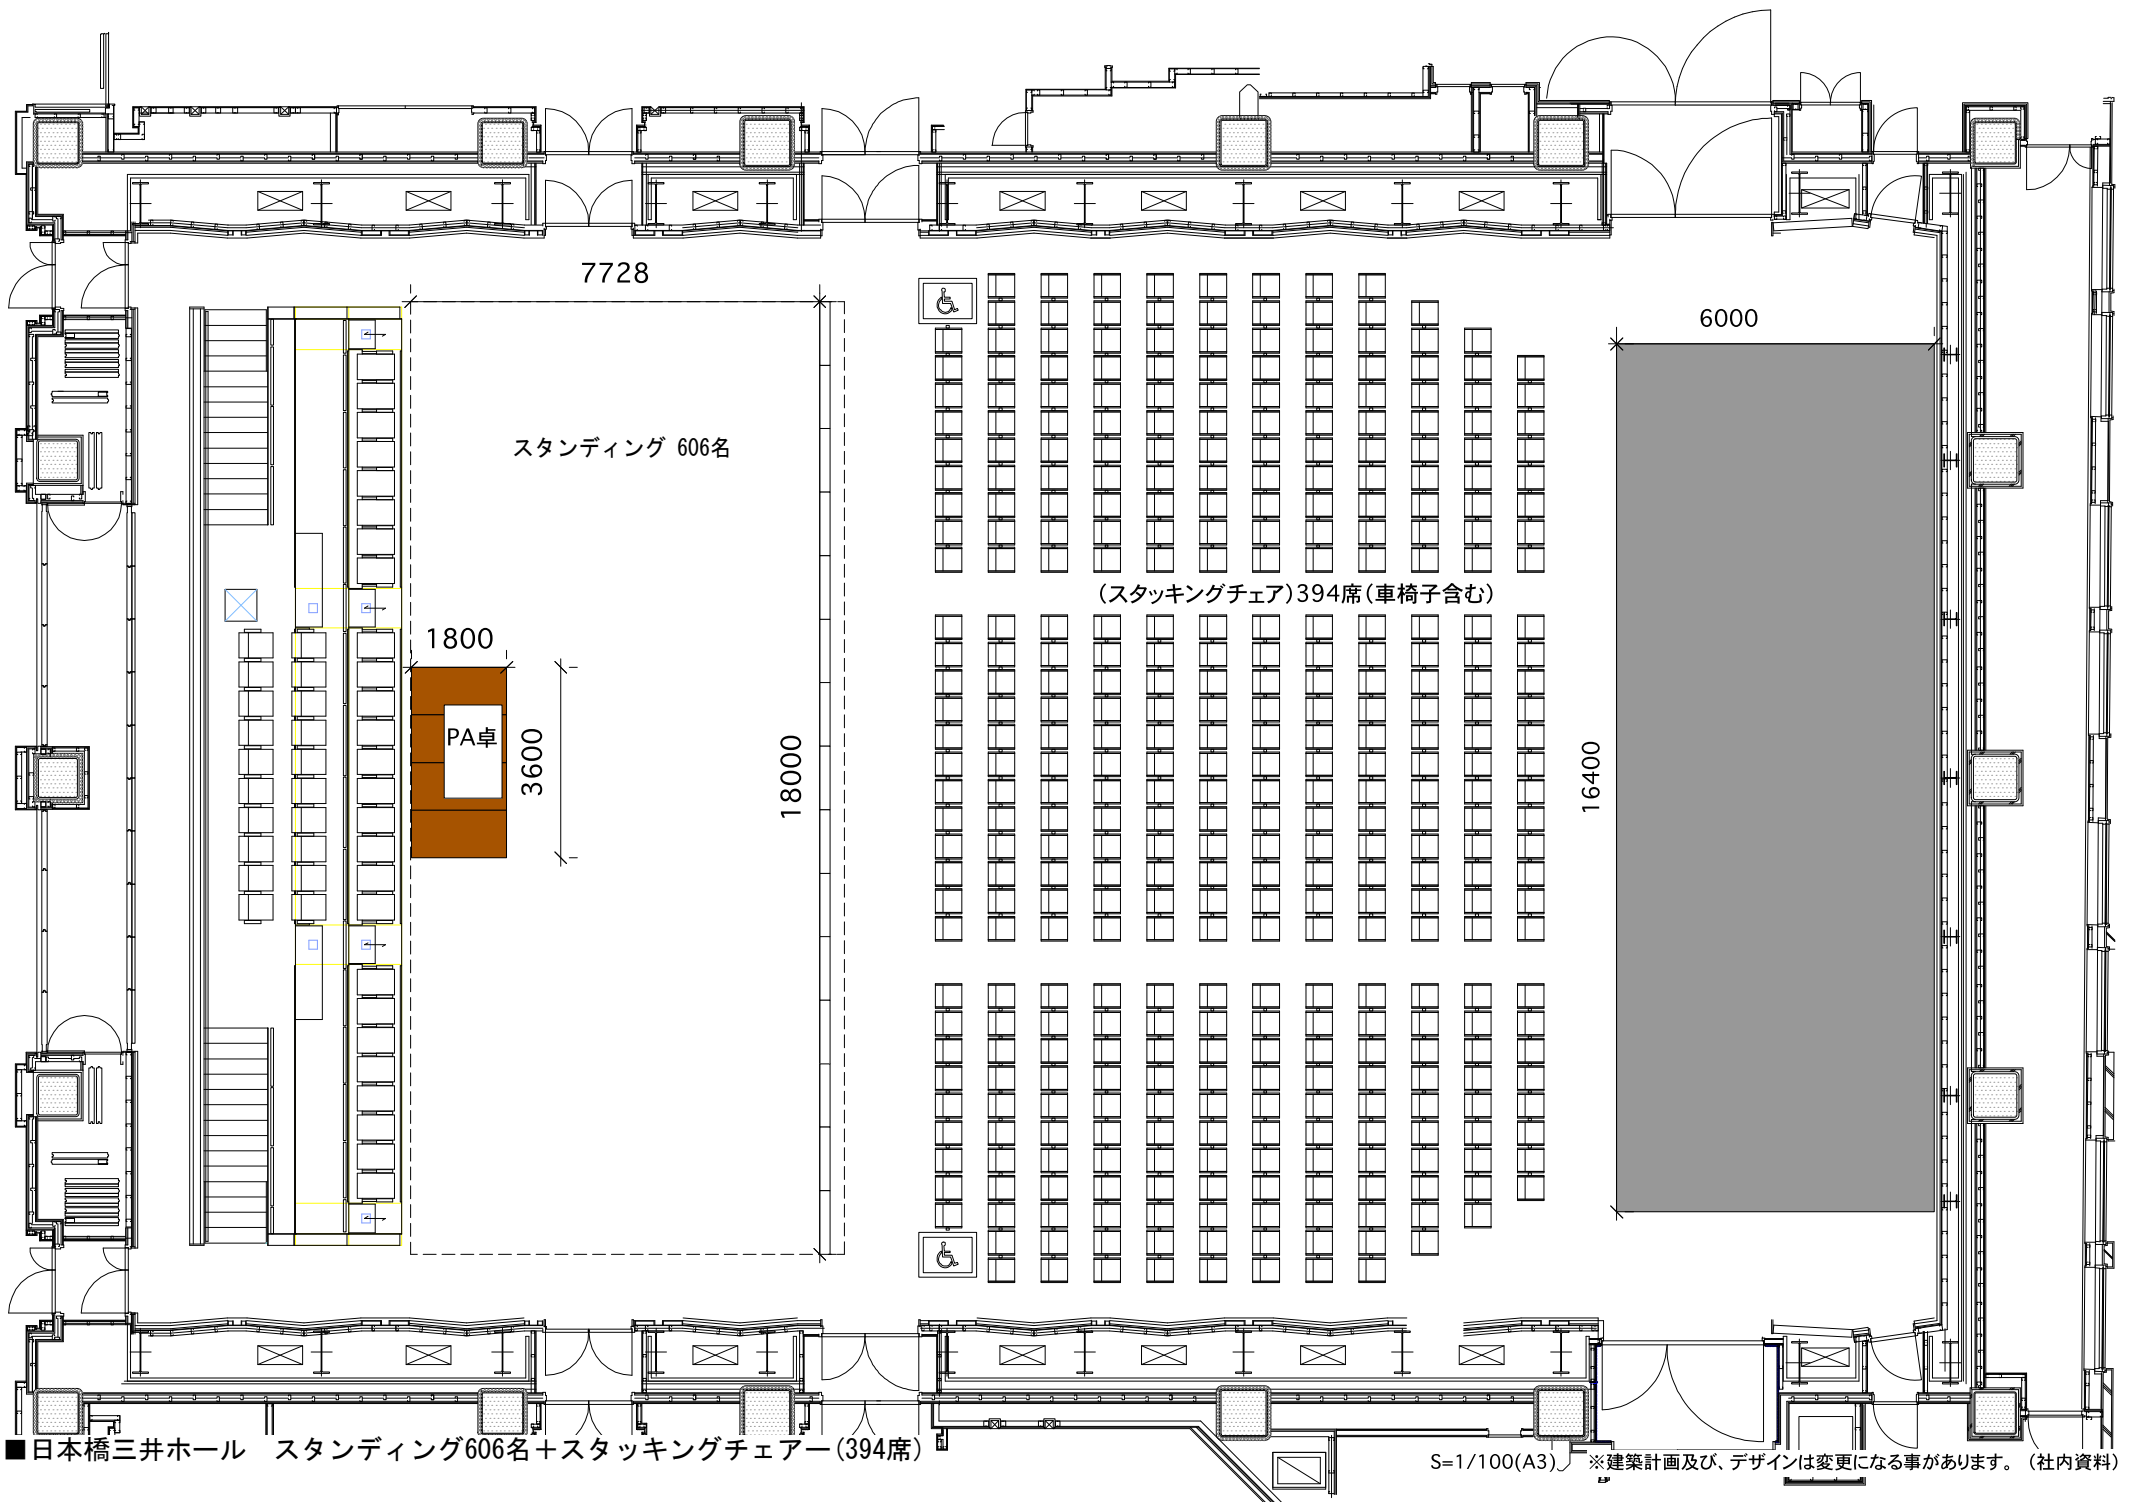 7728
6000
スタンディング 606名
(スタッキングチェア)394席(車椅子含む)
1800
PA卓
3600
18000
16400
■日本橋三井ホール　スタンディング606名＋スタッキングチェアー(394席)
S=1/100(A3)
※建築計画及び、デザインは変更になる事があります。（社内資料）